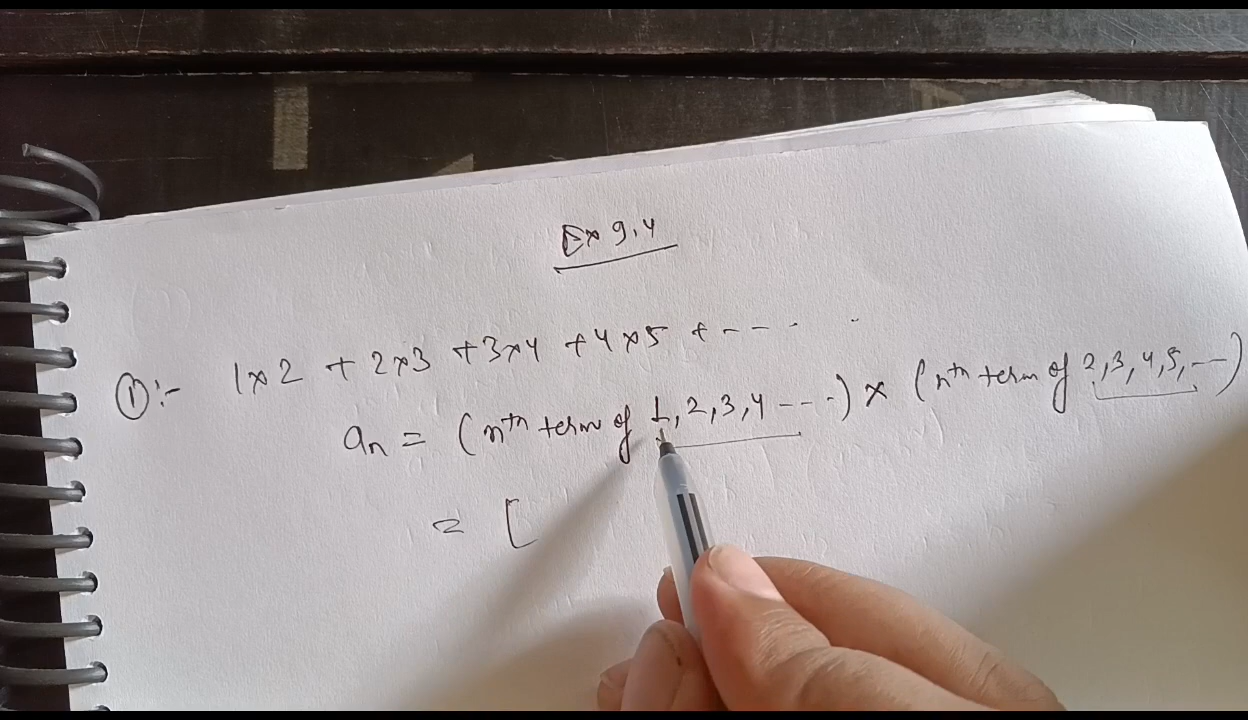 Ex 9.4
①:- 1×2 + 2×3 + 3×4 + 4×5 + - - - .
an = (nth term of 1, 2, 3, 4 - - - .) × (nth term of 2, 3, 4, 5, - - -)
= [